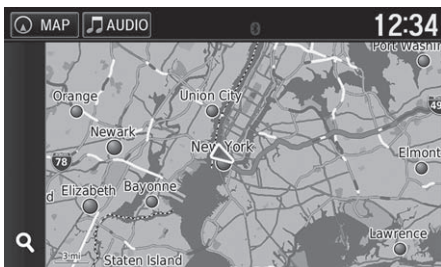 MAP AUDIO 12:34
Port Washin
Orange
Union City
49
Newark
New York
78
Elmont
d Elizabeth Bayonne
Lawrence
3 mi
Staten Island